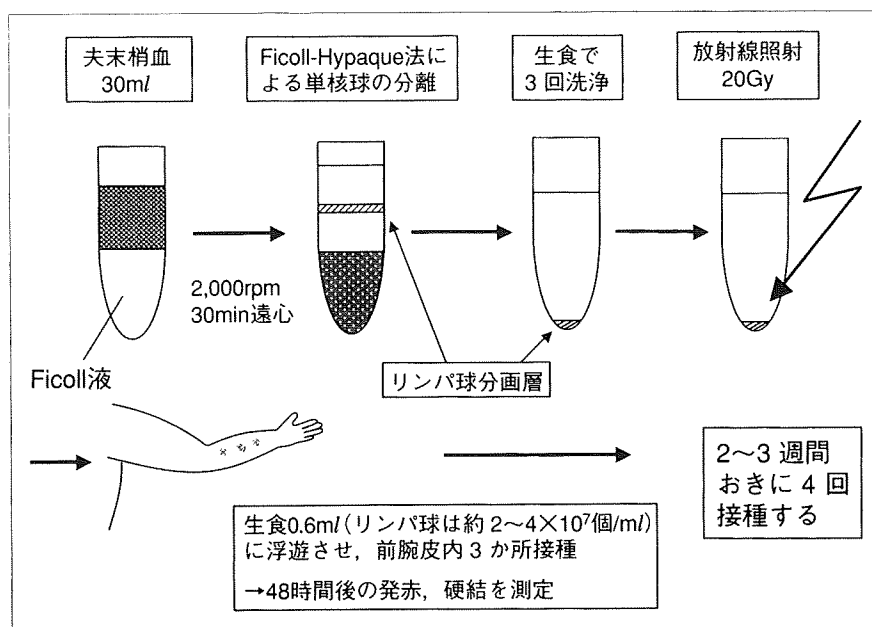 夫末梢血
30ml
Ficoll-Hypaque法に
よる単核球の分離
生食で
3回洗浄
放射線照射
20Gy
2,000rpm
30min遠心
Ficoll液
リンパ球分画層
生食0.6ml(リンパ球は約2〜4×10⁷個/ml)
に浮遊させ,前腕皮内3か所接種
→48時間後の発赤,硬結を測定
2〜3週間
おきに4回
接種する